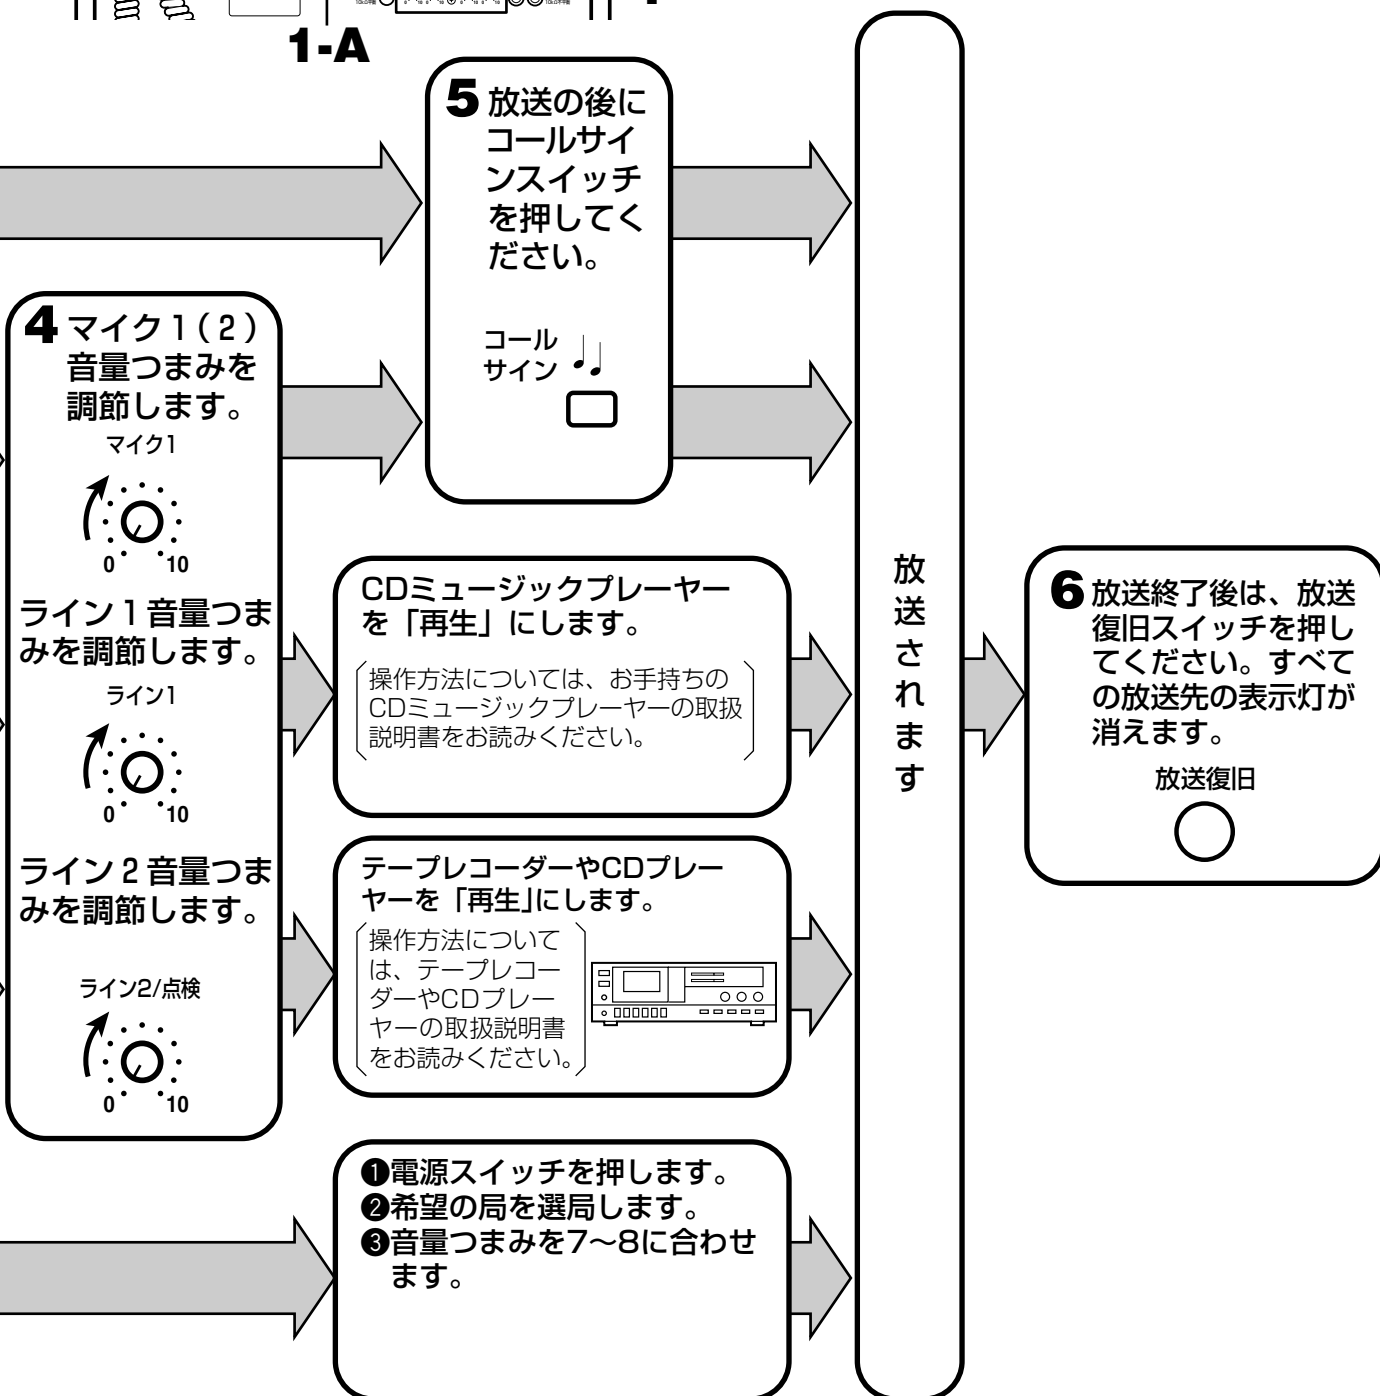 1-A
5 放送の後に
コールサイ
ンスイッチ
を押してく
ださい。
コール
サイン
4 マイク1(2)
音量つまみを
調節します。
マイク1
0 10
ライン1音量つま
みを調節します。
ライン1
0 10
ライン2音量つま
みを調節します。
ライン2/点検
0 10
CDミュージックプレーヤー
を「再生」にします。
操作方法については、お手持ちの
CDミュージックプレーヤーの取扱
説明書をお読みください。
テープレコーダーやCDプレー
ヤーを「再生」にします。
操作方法について
は、テープレコー
ダーやCDプレー
ヤーの取扱説明書
をお読みください。
❶電源スイッチを押します。
❷希望の局を選局します。
❸音量つまみを7〜8に合わせ
ます。
放送されます
6 放送終了後は、放送
復旧スイッチを押し
てください。すべて
の放送先の表示灯が
消えます。
放送復旧